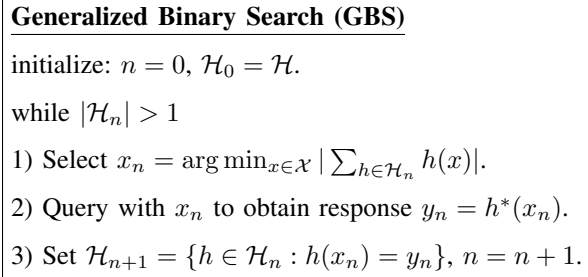 Generalized Binary Search (GBS)
initialize: n = 0, ℋ₀ = ℋ.
while |ℋₙ| > 1
1) Select xₙ = arg min_{x∈𝒳} | ∑_{h∈ℋₙ} h(x)|.
2) Query with xₙ to obtain response yₙ = h*(xₙ).
3) Set ℋₙ₊₁ = {h ∈ ℋₙ : h(xₙ) = yₙ}, n = n + 1.